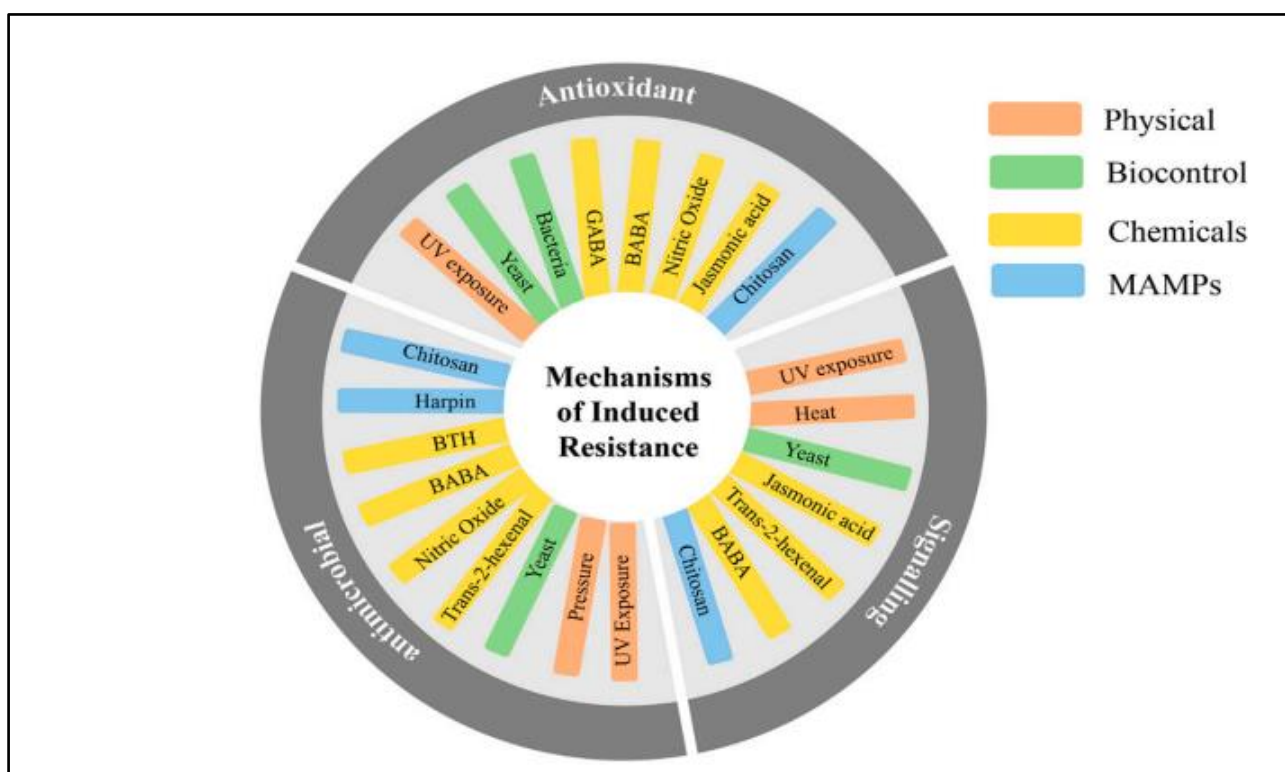 Antioxidant
UV exposure
Yeast
Bacteria
GABA
BABA
Nitric Oxide
Jasmonic acid
Chitosan
Physical
Biocontrol
Chemicals
MAMPs
Mechanisms
of Induced
Resistance
Signalling
UV exposure
Heat
Yeast
Jasmonic acid
Trans-2-hexenal
BABA
Chitosan
antimicrobial
Chitosan
Harpin
BTH
BABA
Nitric Oxide
Trans-2-hexenal
Yeast
Pressure
UV Exposure